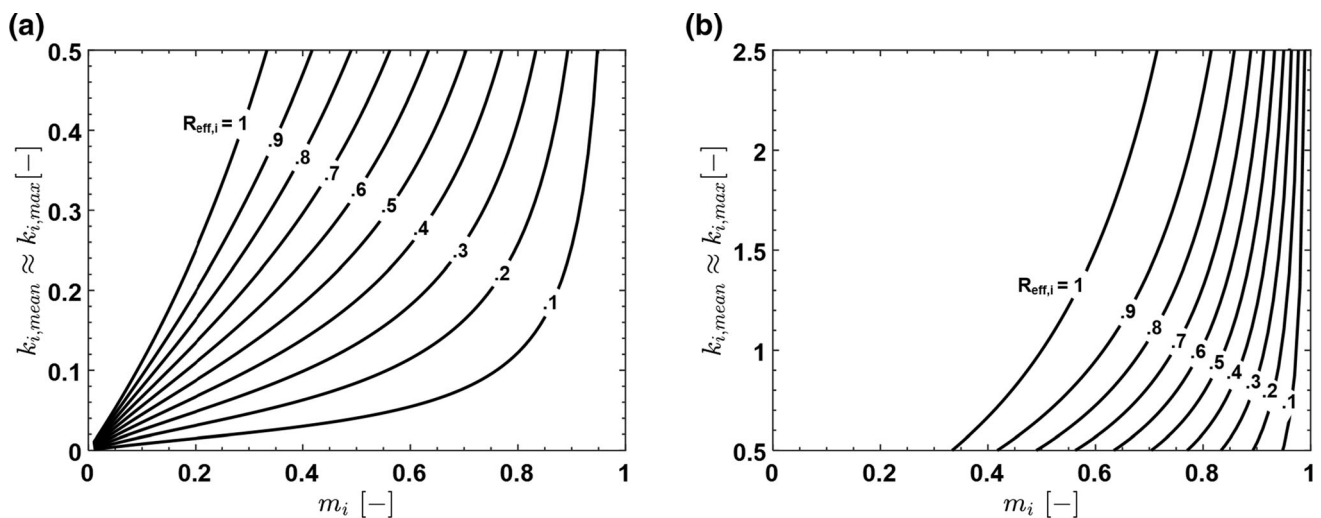 (a)
0.5
0.4
0.3
0.2
0.1
0
k_{i,mean} ≈ k_{i,max} [−]
R_{eff,i} = 1
.9
.8
.7
.6
.5
.4
.3
.2
.1
0 0.2 0.4 0.6 0.8 1
m_i [−]
(b)
2.5
2
1.5
1
0.5
k_{i,mean} ≈ k_{i,max} [−]
R_{eff,i} = 1
.9
.8
.7
.6
.5
.4
.3
.2
.1
0 0.2 0.4 0.6 0.8 1
m_i [−]